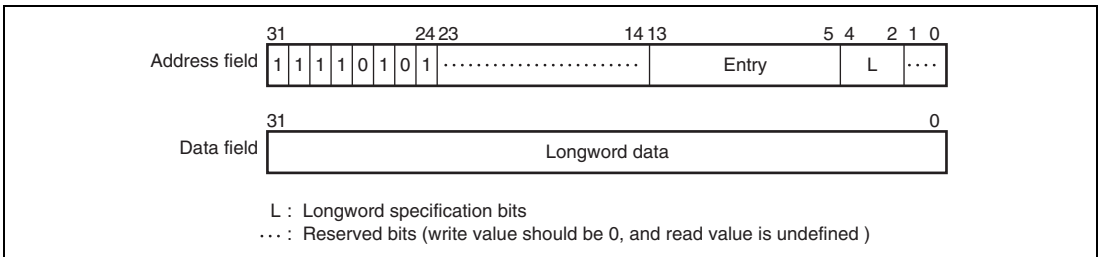 31 24 23 14 13 5 4 2 1 0
Address field 1 1 1 1 0 1 0 1 ........................ Entry L ....
31 0
Data field Longword data
L : Longword specification bits
... : Reserved bits (write value should be 0, and read value is undefined )